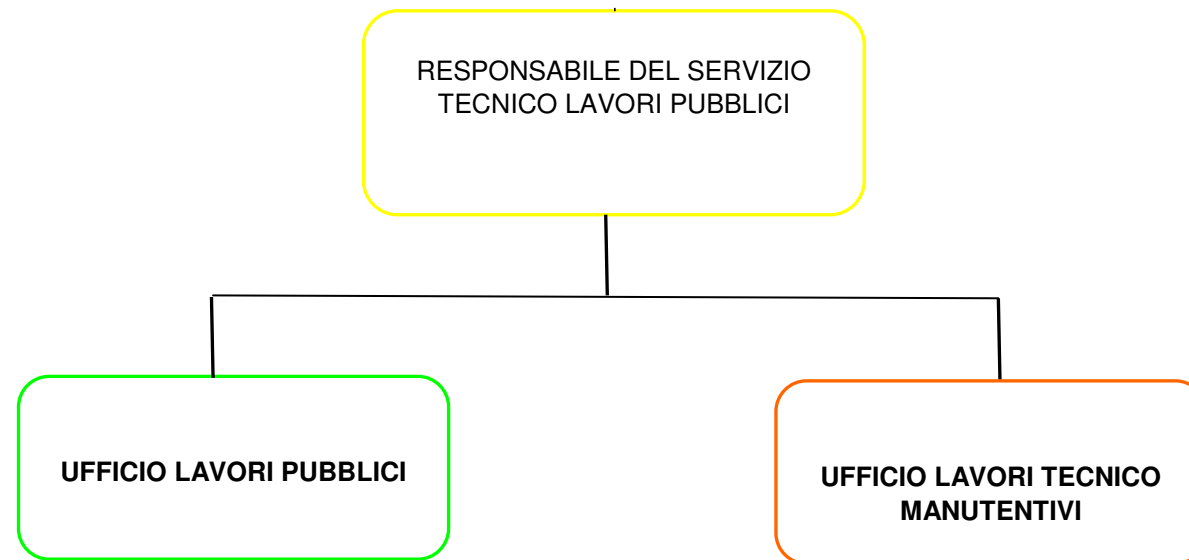 RESPONSABILE DEL SERVIZIO
TECNICO LAVORI PUBBLICI
UFFICIO LAVORI PUBBLICI
UFFICIO LAVORI TECNICO
MANUTENTIVI